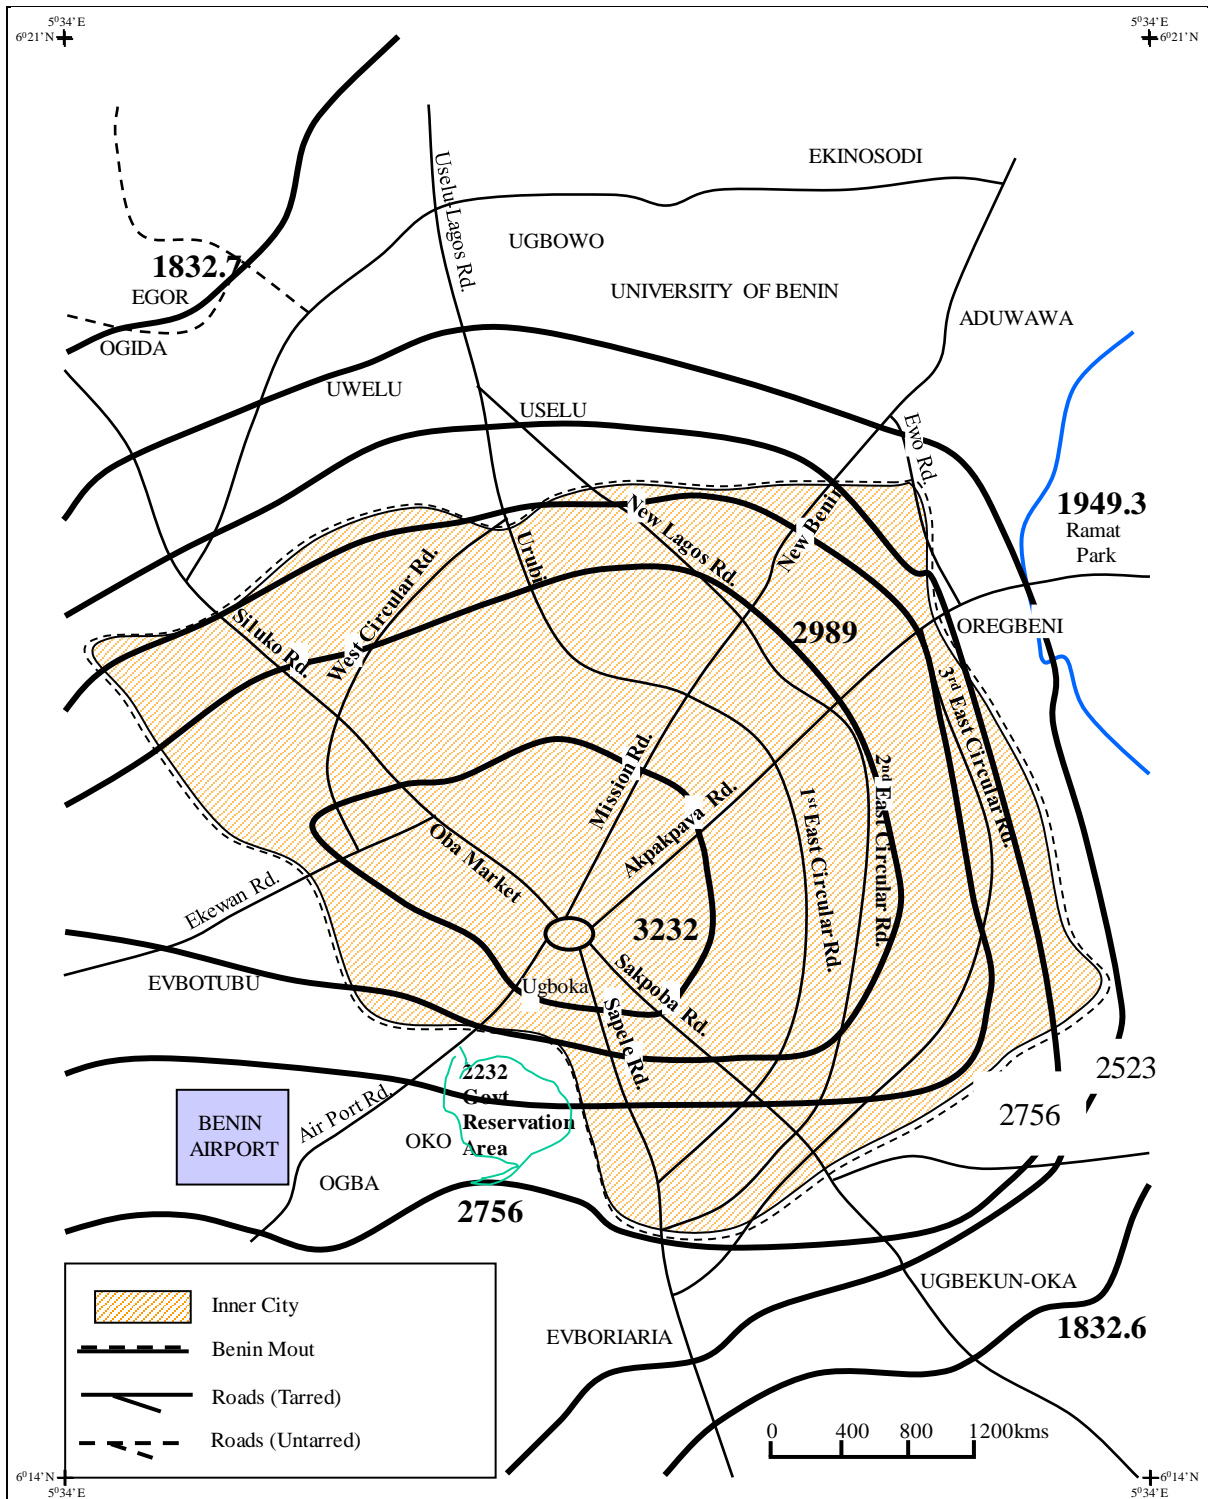 5⁰34’E
6⁰21’N
5⁰34’E
6⁰21’N
EKINOSODI
Uselu-Lagos Rd.
UGBOWO
1832.7
EGOR
UNIVERSITY OF BENIN
ADUWAWA
OGIDA
UWELU
USELU
Ewo Rd.
1949.3
Ramat
Park
New Benin
New Lagos Rd.
Urubi
West Circular Rd.
Siluko Rd.
2989
OREGBENI
3rd East Circular Rd.
2nd East Circular Rd.
1st East Circular Rd.
Mission Rd.
Akpakpava Rd.
Oba Market
Ekewan Rd.
3232
EVBOTUBU
Ugboka
Sakpoba Rd.
Sapele Rd.
2232
Govt
Reservation
Area
2523
2756
BENIN
AIRPORT
Air Port Rd.
OKO
OGBA
2756
UGBEKUN-OKA
1832.6
EVBORIARIA
Inner City
Benin Mout
Roads (Tarred)
Roads (Untarred)
0 400 800 1200kms
6⁰14’N
5⁰34’E
6⁰14’N
5⁰34’E